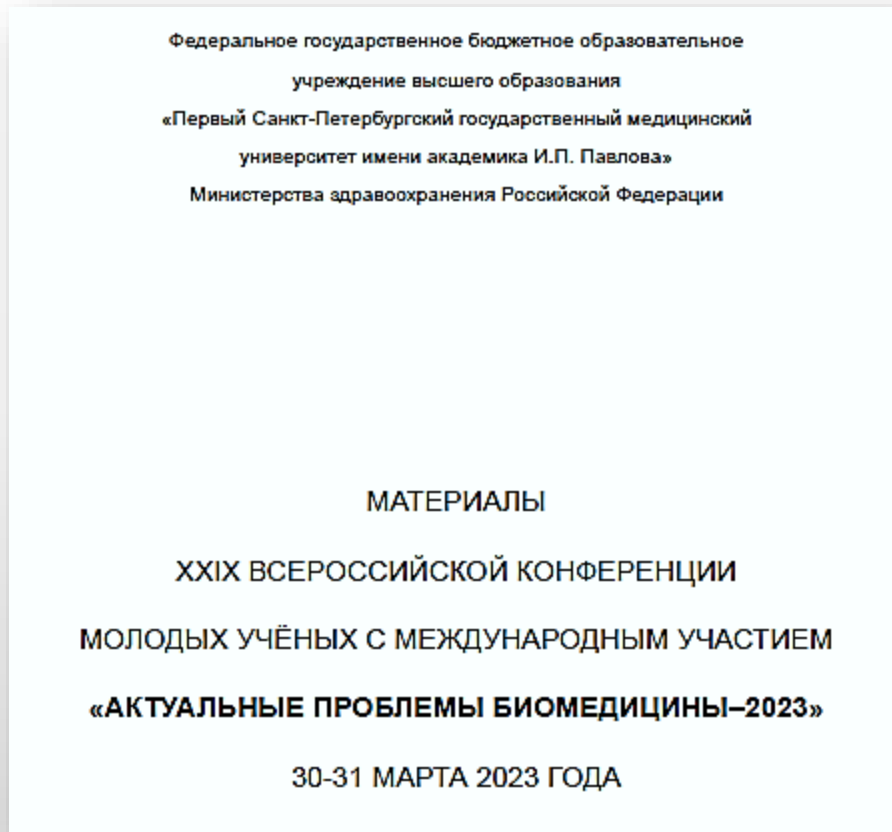 Федеральное государственное бюджетное образовательное
учреждение высшего образования
«Первый Санкт-Петербургский государственный медицинский
университет имени академика И.П. Павлова»
Министерства здравоохранения Российской Федерации
МАТЕРИАЛЫ
XXIX ВСЕРОССИЙСКОЙ КОНФЕРЕНЦИИ
МОЛОДЫХ УЧЁНЫХ С МЕЖДУНАРОДНЫМ УЧАСТИЕМ
«АКТУАЛЬНЫЕ ПРОБЛЕМЫ БИОМЕДИЦИНЫ–2023»
30-31 МАРТА 2023 ГОДА